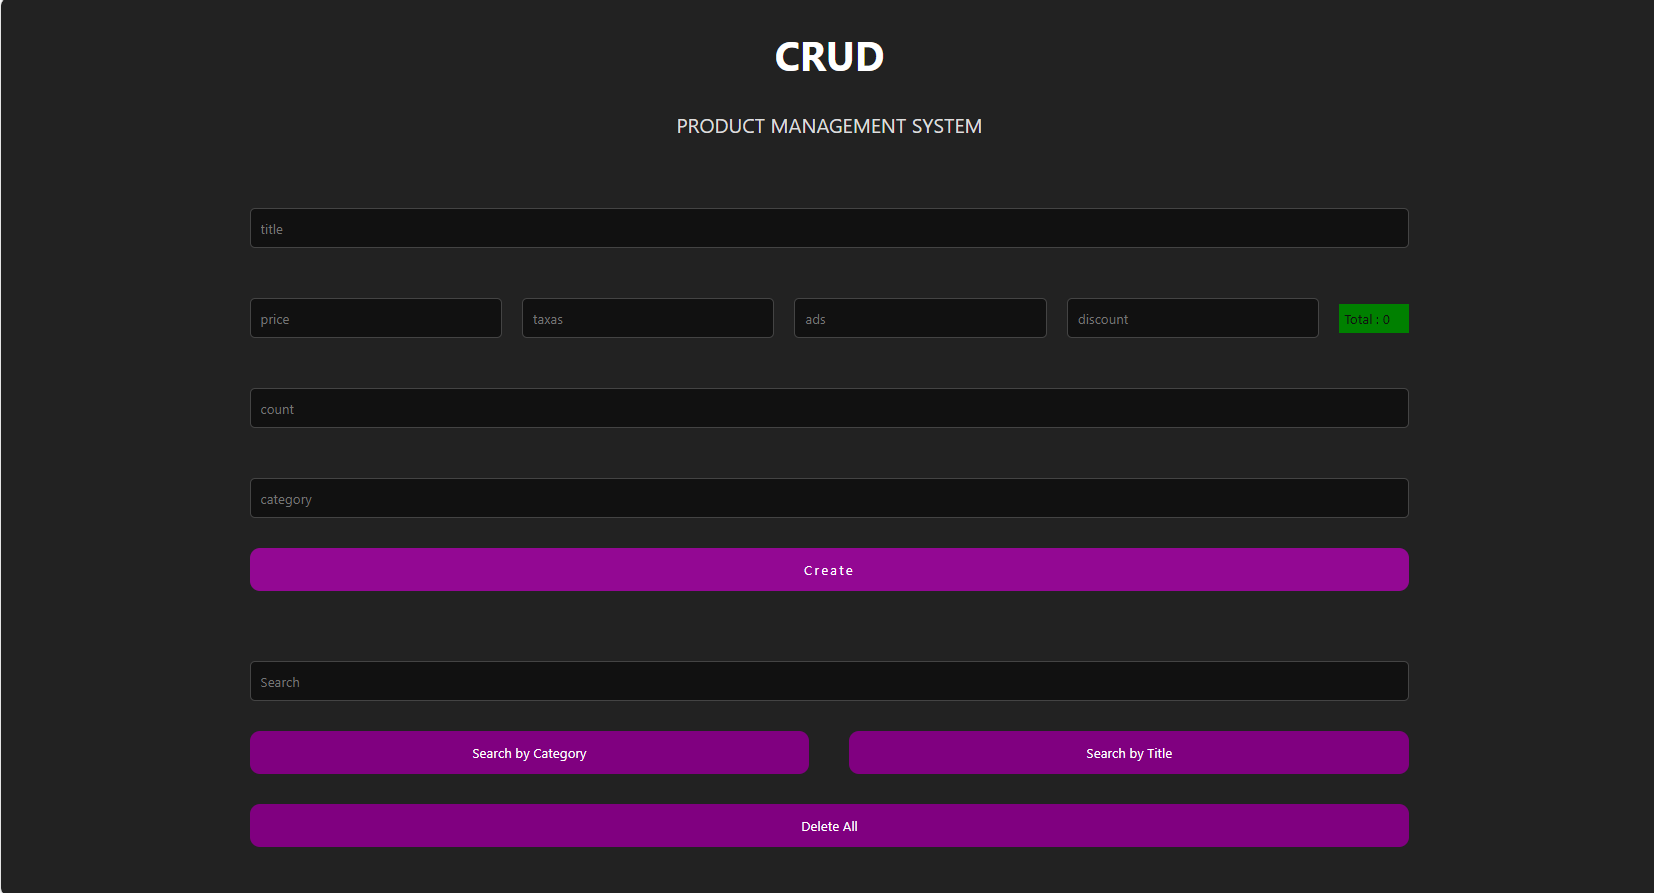 CRUD
PRODUCT MANAGEMENT SYSTEM
title
price taxas ads discount Total : 0
count
category
Create
Search
Search by Category Search by Title
Delete All